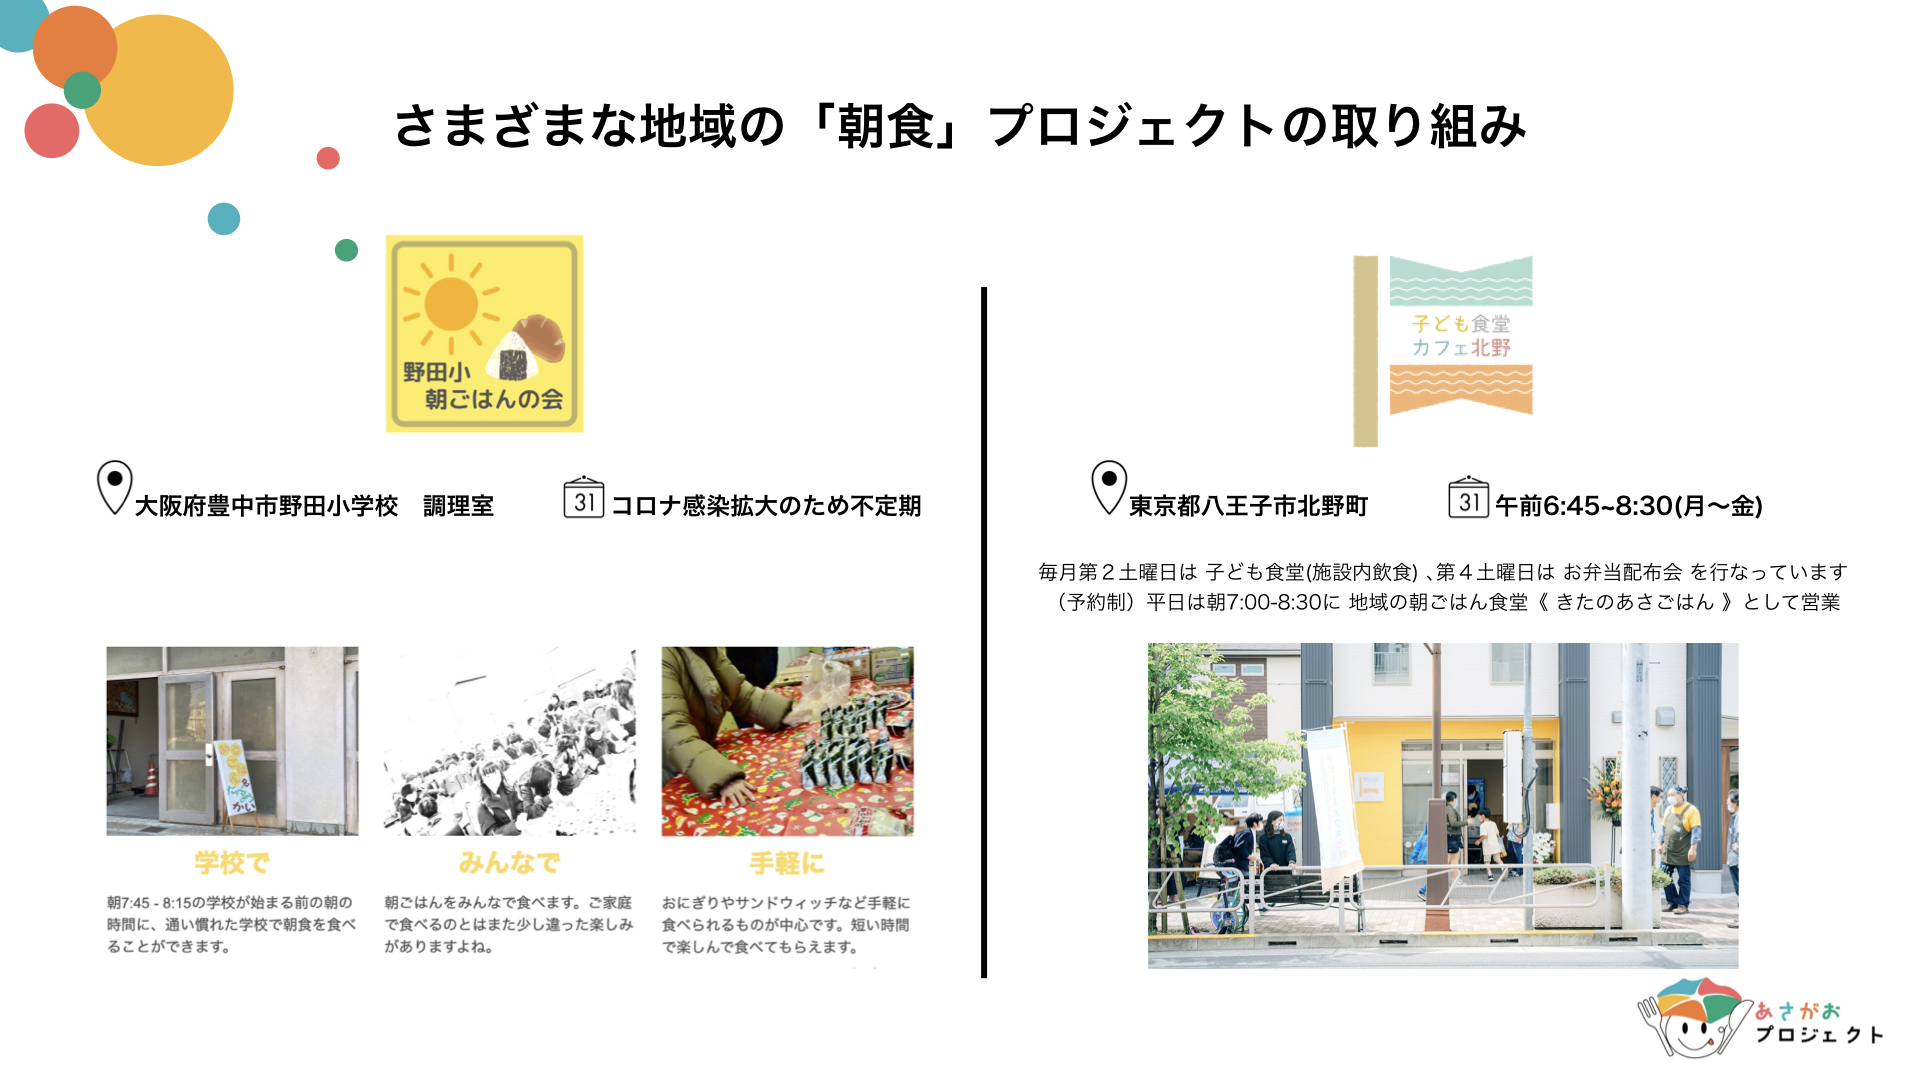 さまざまな地域の「朝食」プロジェクトの取り組み
野田小
朝ごはんの会
大阪府豊中市野田小学校　調理室
31
コロナ感染拡大のため不定期
学校で
朝7:45 - 8:15の学校が始まる前の朝の
時間に、通い慣れた学校で朝食を食べ
ることができます。
みんなで
朝ごはんをみんなで食べます。ご家庭
で食べるのとはまた少し違った楽しみ
がありますよね。
手軽に
おにぎりやサンドウィッチなど手軽に
食べられるものが中心です。短い時間
で楽しんで食べてもらえます。
子ども食堂
カフェ北野
東京都八王子市北野町
31
午前6:45~8:30(月〜金)
毎月第２土曜日は 子ども食堂(施設内飲食) 、第４土曜日は お弁当配布会 を行なっています
（予約制）平日は朝7:00-8:30に 地域の朝ごはん食堂《 きたのあさごはん 》として営業
あさがお
プロジェクト